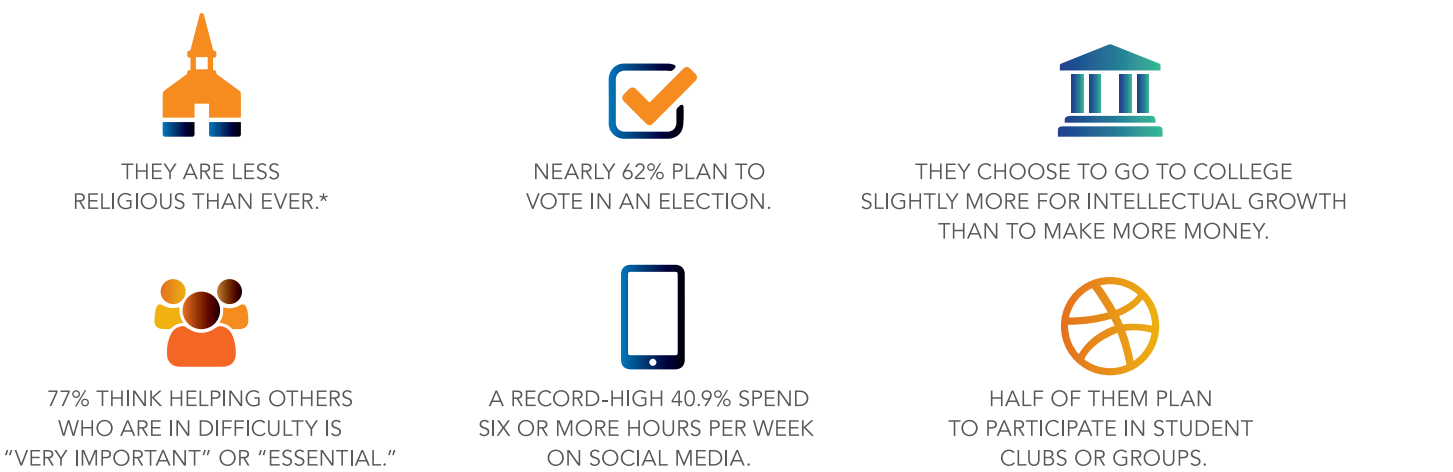 THEY ARE LESS
RELIGIOUS THAN EVER.*
NEARLY 62% PLAN TO
VOTE IN AN ELECTION.
THEY CHOOSE TO GO TO COLLEGE
SLIGHTLY MORE FOR INTELLECTUAL GROWTH
THAN TO MAKE MORE MONEY.
77% THINK HELPING OTHERS
WHO ARE IN DIFFICULTY IS
“VERY IMPORTANT” OR “ESSENTIAL.”
A RECORD-HIGH 40.9% SPEND
SIX OR MORE HOURS PER WEEK
ON SOCIAL MEDIA.
HALF OF THEM PLAN
TO PARTICIPATE IN STUDENT
CLUBS OR GROUPS.